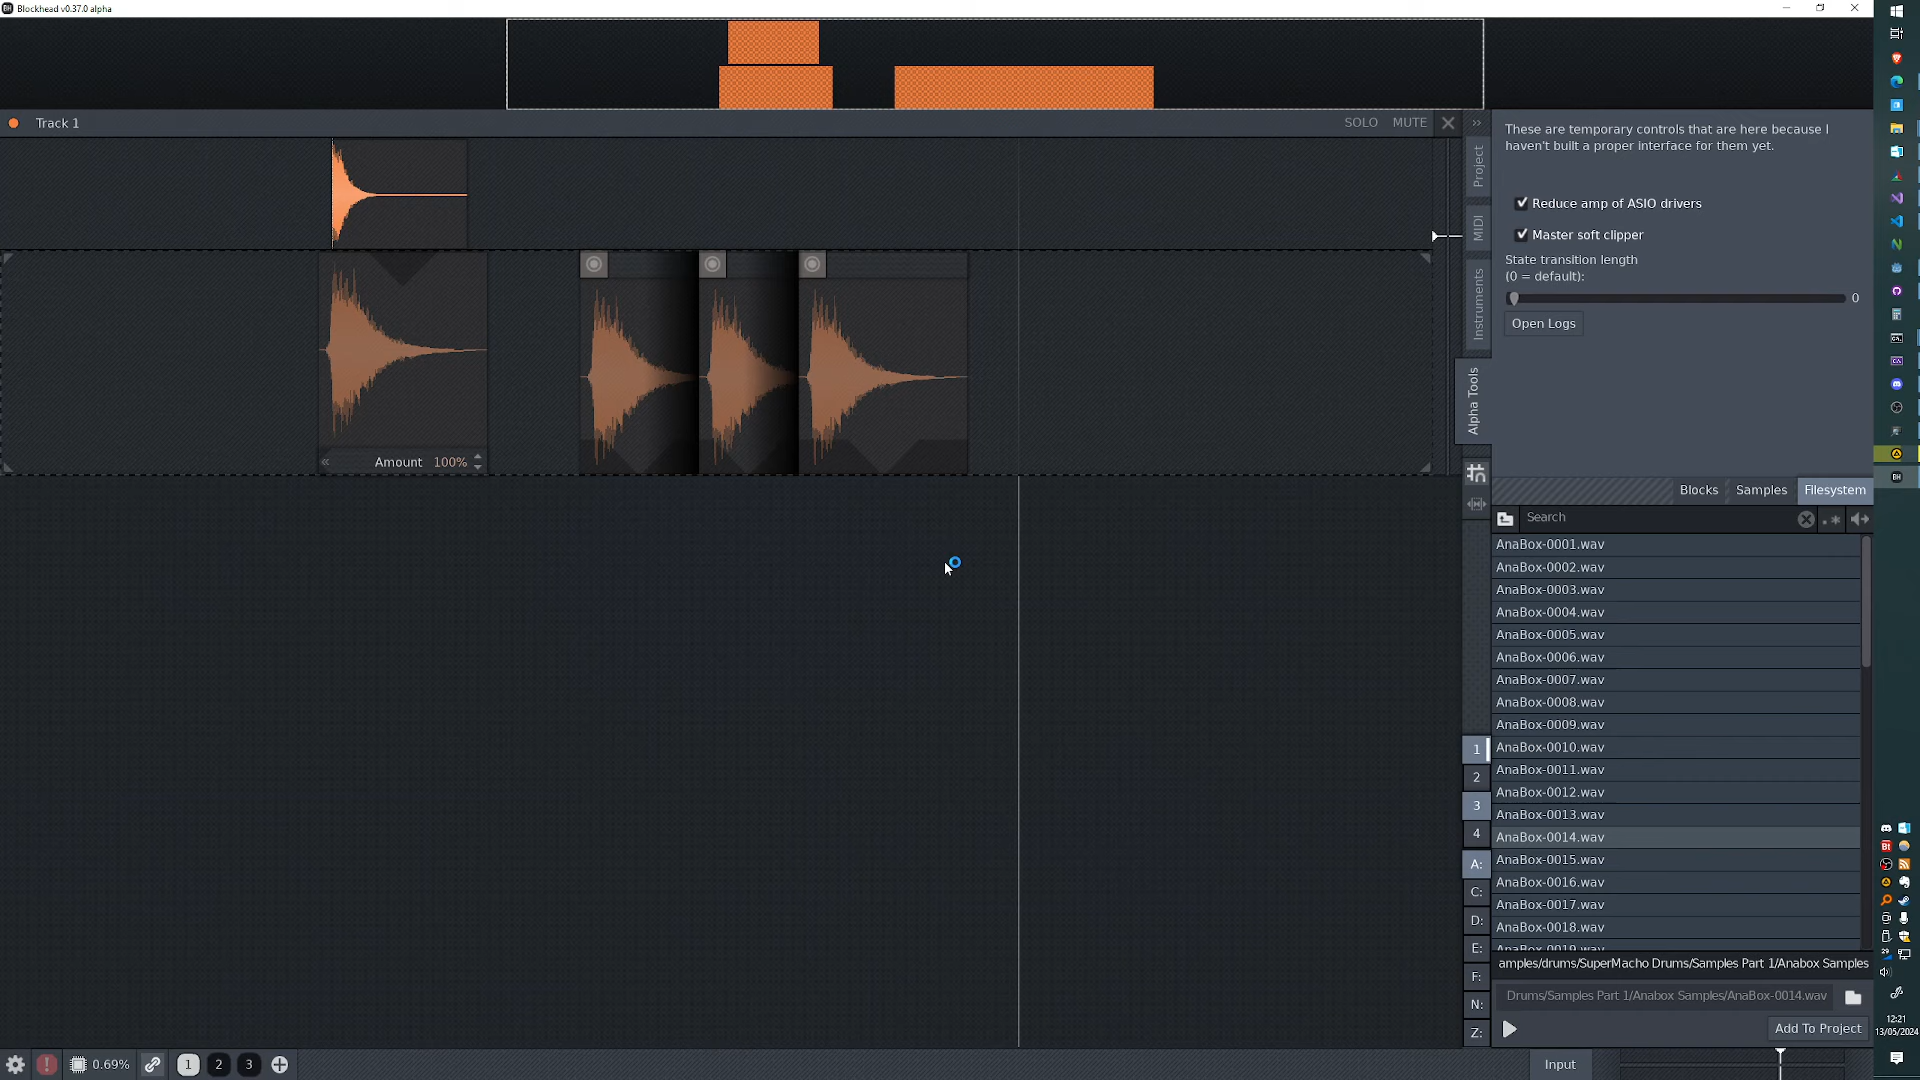 Blockhead v0.37.0 alpha
Track 1
SOLO MUTE
Project
MIDI
Instruments
Alpha Tools
These are temporary controls that are here because I
haven't built a proper interface for them yet.
Reduce amp of ASIO drivers
Master soft clipper
State transition length
(0 = default):
0
Open Logs
Amount 100%
Blocks Samples Filesystem
Search
AnaBox-0001.wav
AnaBox-0002.wav
AnaBox-0003.wav
AnaBox-0004.wav
AnaBox-0005.wav
AnaBox-0006.wav
AnaBox-0007.wav
AnaBox-0008.wav
AnaBox-0009.wav
AnaBox-0010.wav
AnaBox-0011.wav
AnaBox-0012.wav
AnaBox-0013.wav
AnaBox-0014.wav
AnaBox-0015.wav
AnaBox-0016.wav
AnaBox-0017.wav
AnaBox-0018.wav
AnaBox-0019.wav
1
2
3
4
A:
C:
D:
E:
F:
N:
Z:
amples/drums/SuperMacho Drums/Samples Part 1/Anabox Samples
Drums/Samples Part 1/Anabox Samples/AnaBox-0014.wav
Add To Project
0.69%
1 2 3
Input
12:21
13/05/2024